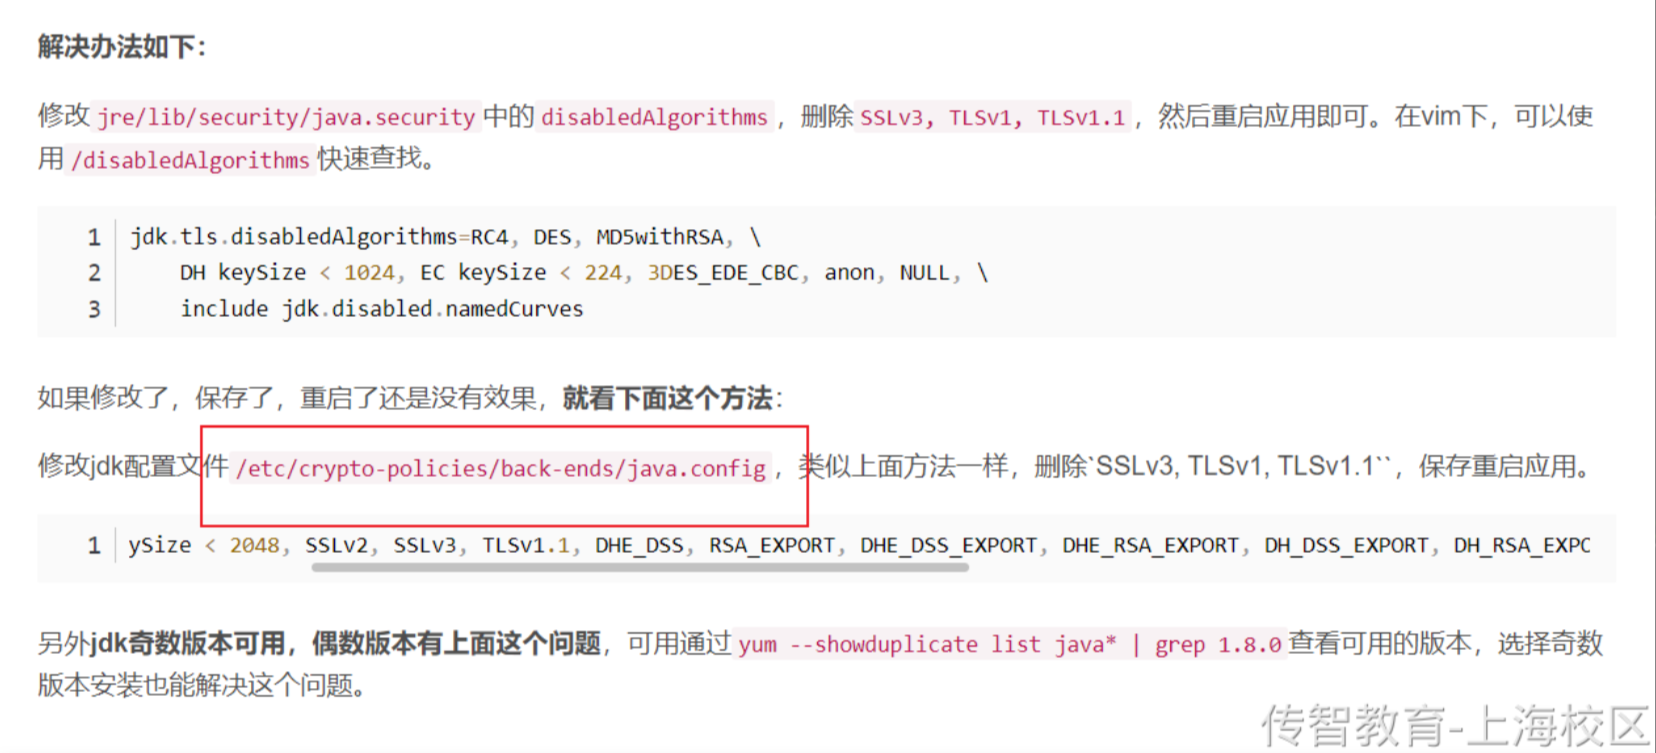 解决办法如下：
修改 jre/lib/security/java.security 中的 disabledAlgorithms ，删除 SSLv3, TLSv1, TLSv1.1 ，然后重启应用即可。在vim下，可以使
用 /disabledAlgorithms 快速查找。
1 jdk.tls.disabledAlgorithms=RC4, DES, MD5withRSA, \
2 DH keySize < 1024, EC keySize < 224, 3DES_EDE_CBC, anon, NULL, \
3 include jdk.disabled.namedCurves
如果修改了，保存了，重启了还是没有效果，就看下面这个方法：
修改jdk配置文件 /etc/crypto-policies/back-ends/java.config ，类似上面方法一样，删除`SSLv3, TLSv1, TLSv1.1``，保存重启应用。
1 ySize < 2048, SSLv2, SSLv3, TLSv1.1, DHE_DSS, RSA_EXPORT, DHE_DSS_EXPORT, DHE_RSA_EXPORT, DH_DSS_EXPORT, DH_RSA_EXPC
另外jdk奇数版本可用，偶数版本有上面这个问题，可用通过 yum --showduplicate list java* | grep 1.8.0 查看可用的版本，选择奇数
版本安装也能解决这个问题。
传智教育-上海校区